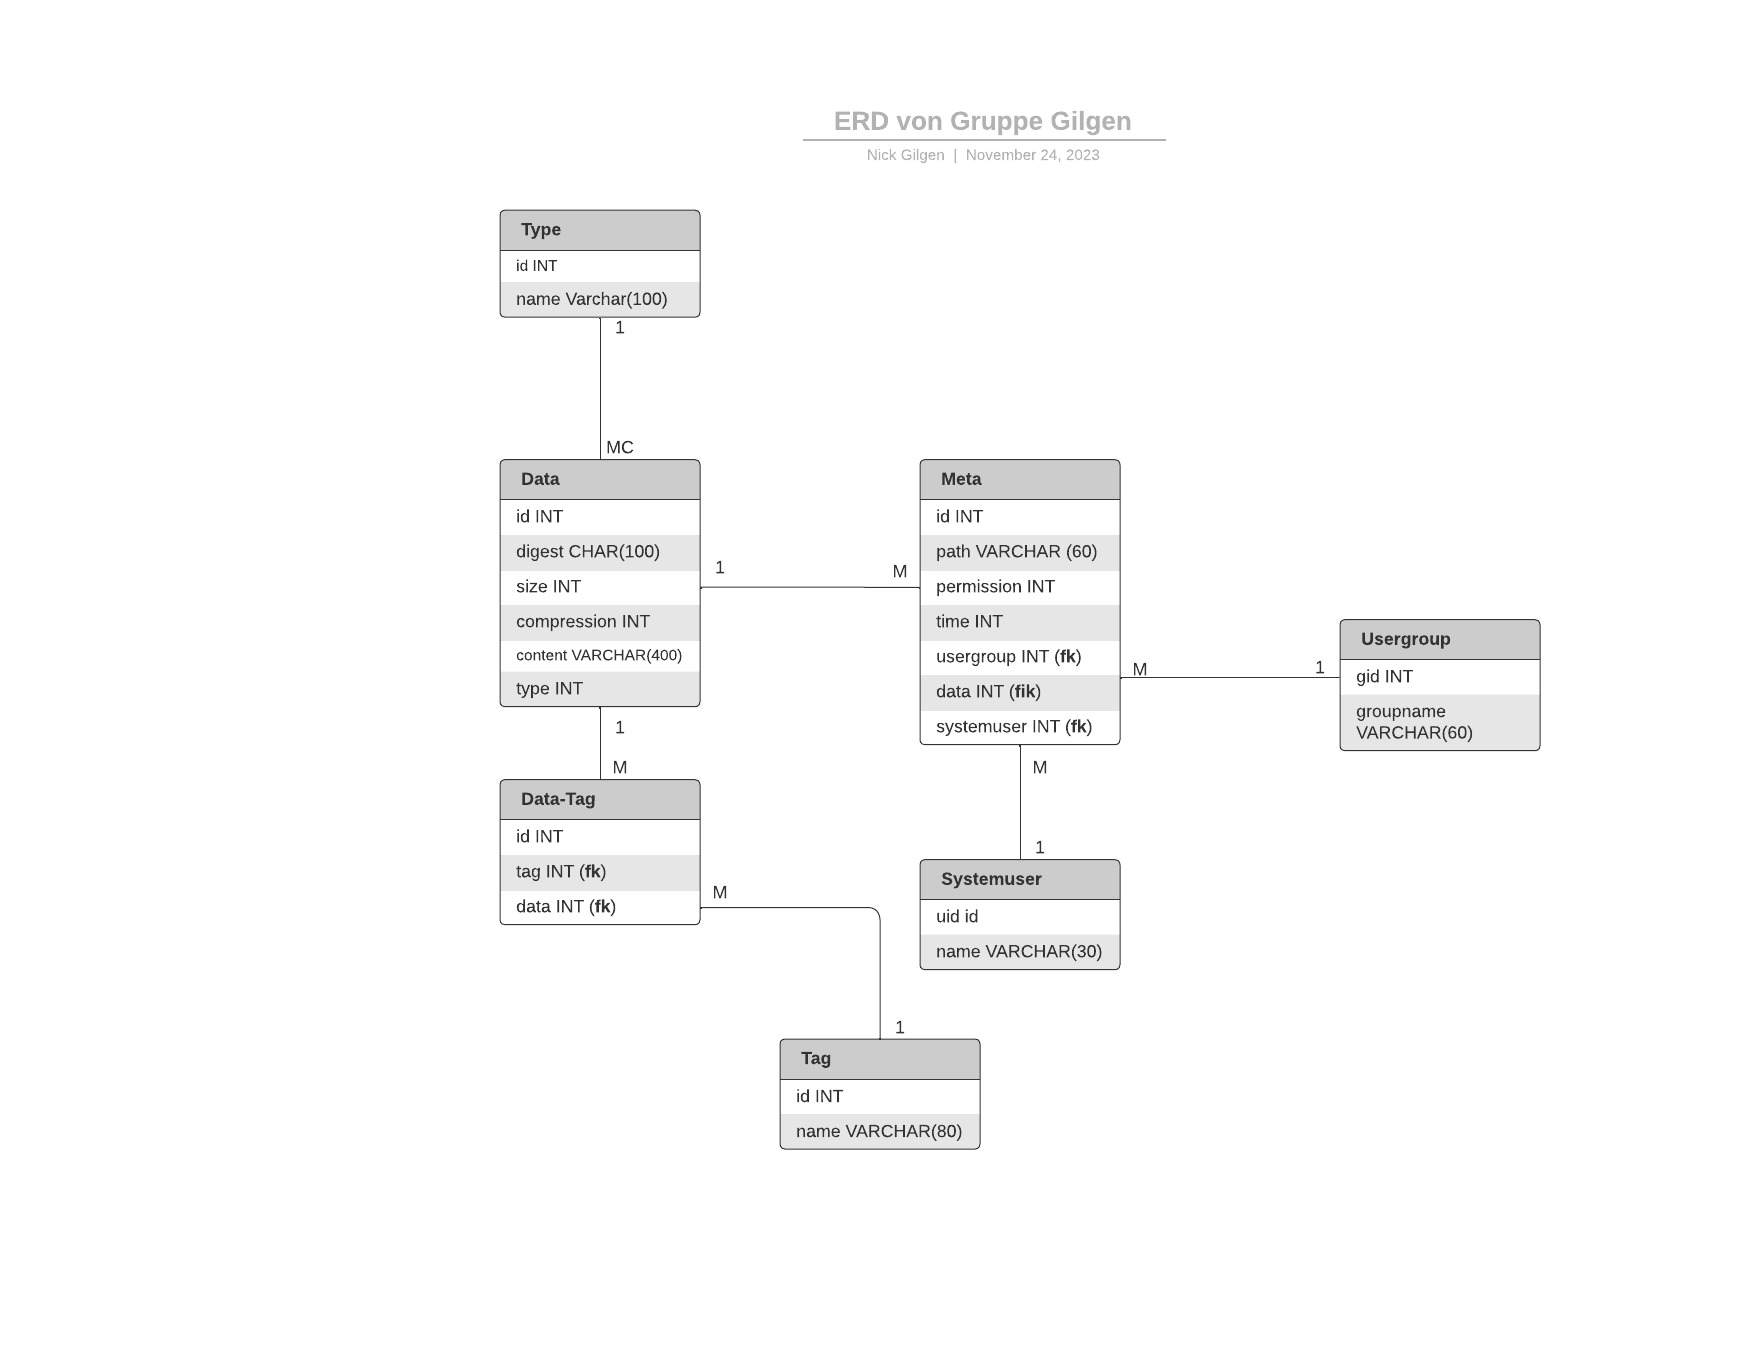 ERD von Gruppe Gilgen
Nick Gilgen | November 24, 2023
Type
id INT
name Varchar(100)
1
MC
Data
id INT
digest CHAR(100)
size INT
compression INT
content VARCHAR(400)
type INT
1
M
Meta
id INT
path VARCHAR (60)
permission INT
time INT
usergroup INT (fk)
data INT (fik)
systemuser INT (fk)
M
1
Usergroup
gid INT
groupname
VARCHAR(60)
1
M
Data-Tag
id INT
tag INT (fk)
data INT (fk)
M
1
Systemuser
uid id
name VARCHAR(30)
M
1
Tag
id INT
name VARCHAR(80)